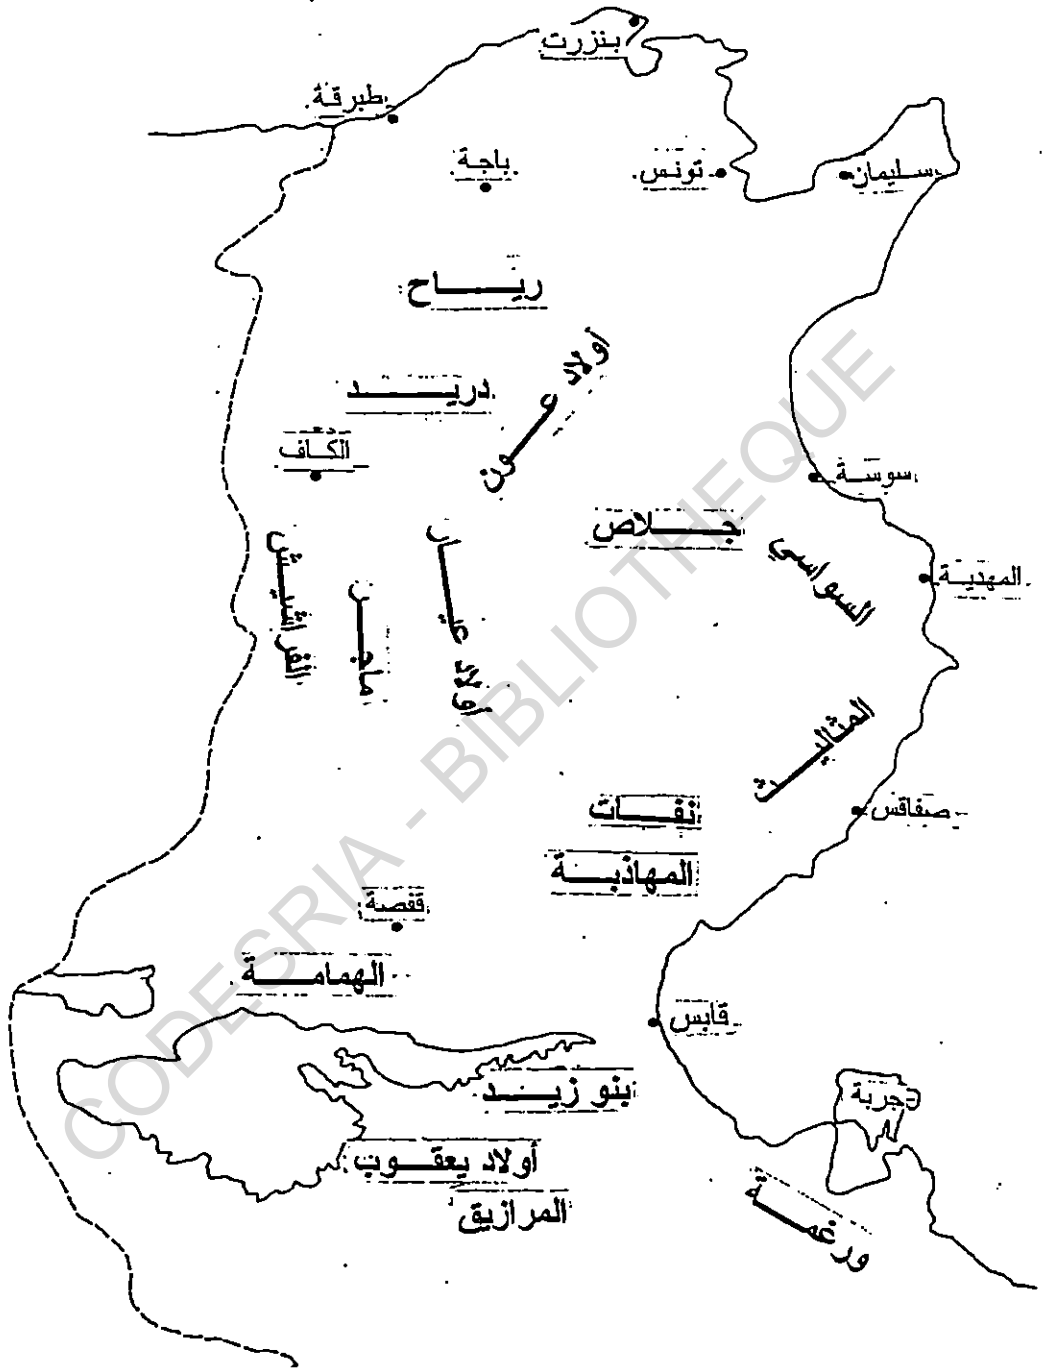 بنزرت
طبرقة
باجة
تونس
سليمان
رياح
أولاد عون
دريد
الكاف
سوسة
جلاص
السواسي
المهدية
الفراشيش
ماجر
أولاد عيار
المثاليث
صفاقس
نفات
المهاذبة
قفصة
الهمامة
قابس
بنو زيد
جربة
أولاد يعقوب
المرازيق
ورغمة
CODESRIA - BIBLIOTHEQUE